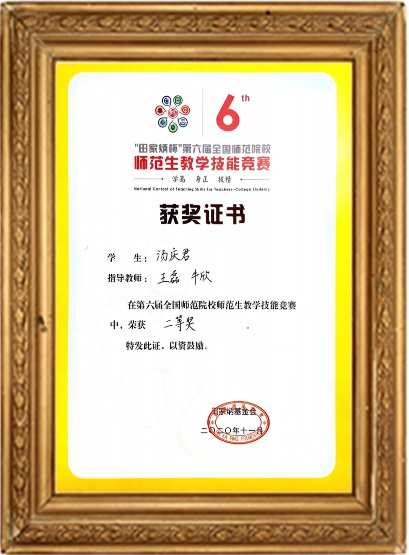 6th
"田家炳杯"第六届全国师范院校
师范生教学技能竞赛
学高 身正 技精
National Contest of Teaching Skills for Teachers-College Students
获奖证书
学 生：汤庆君
指导教师：王磊 牛欣
在第六届全国师范院校师范生教学技能竞赛
中，荣获 二等奖 。
特发此证，以资鼓励。
田家炳基金会
二〇二〇年十一月